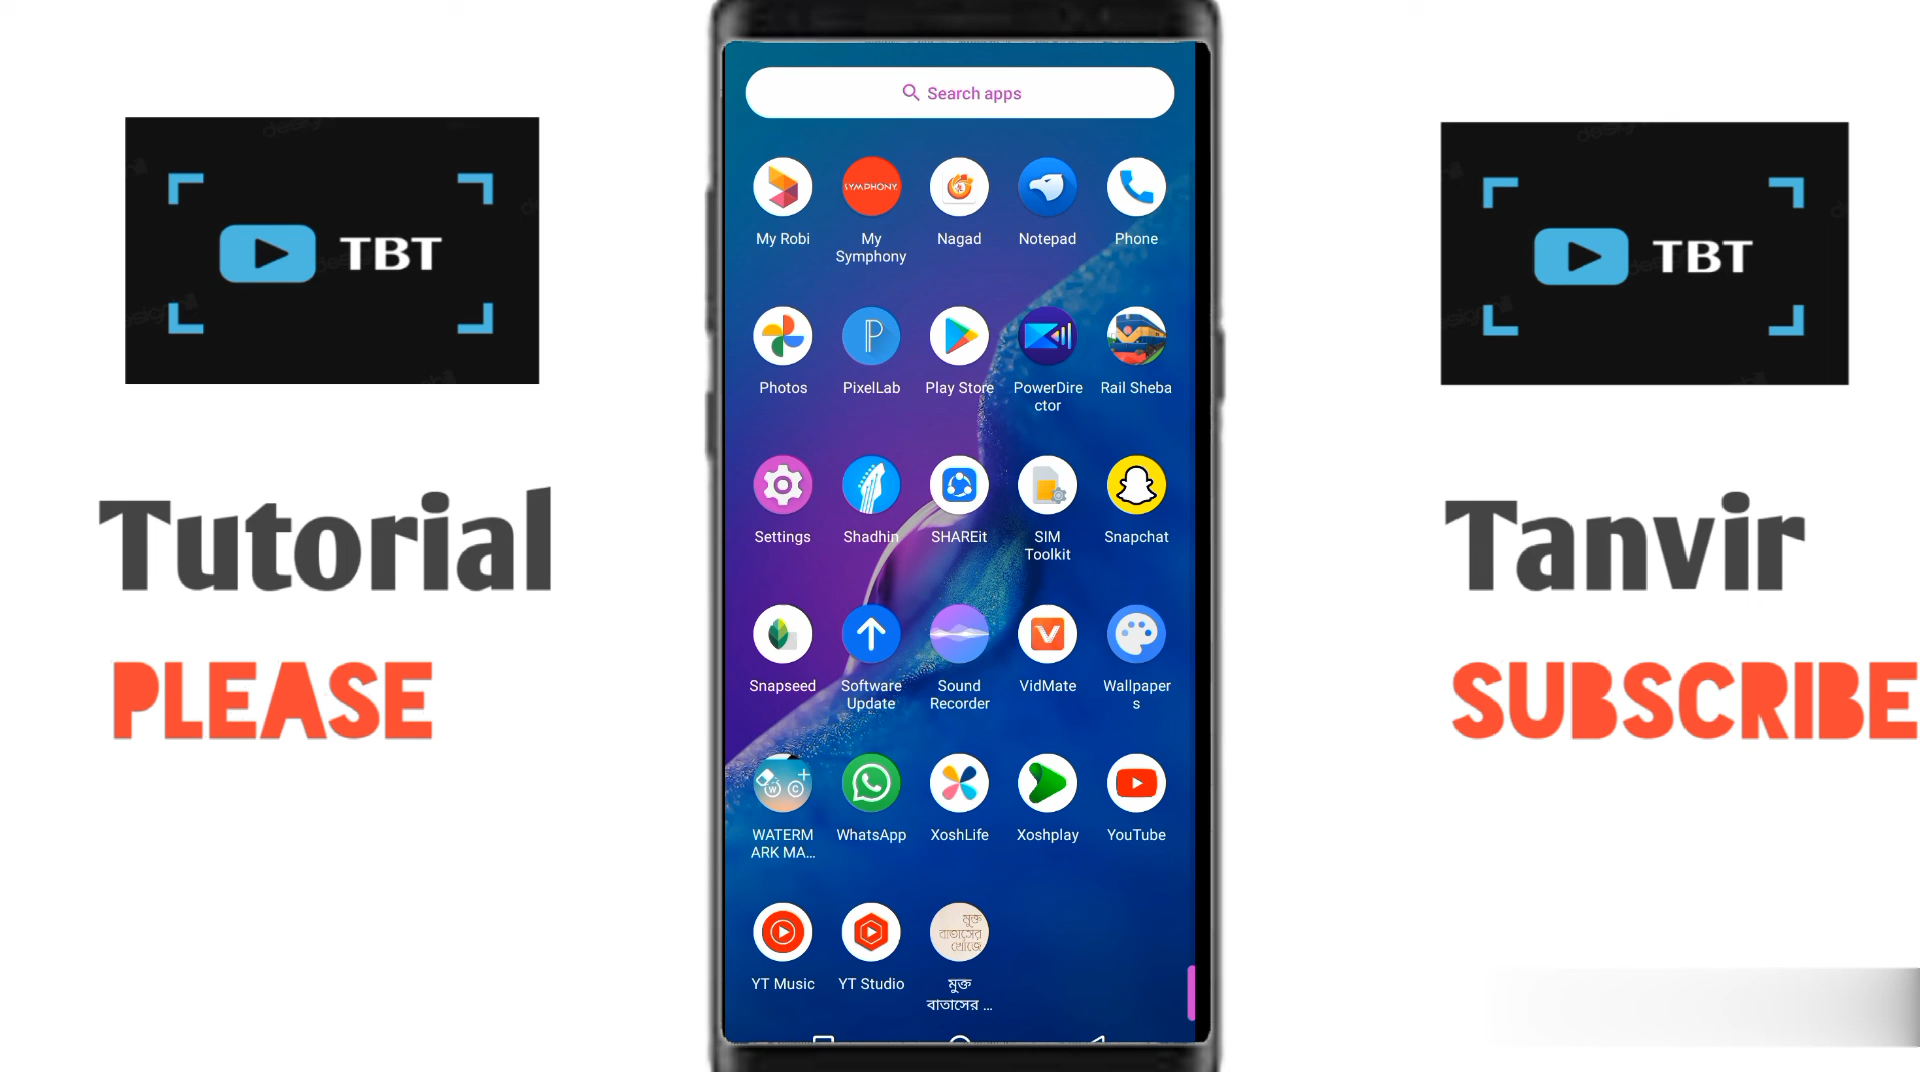 TBT
Tutorial
PLEASE
Search apps
My Robi
SYMPHONY
My
Symphony
Nagad
Notepad
Phone
Photos
PixelLab
Play Store
PowerDire
ctor
Rail Sheba
Settings
Shadhin
SHAREit
SIM
Toolkit
Snapchat
Snapseed
Software
Update
Sound
Recorder
VidMate
Wallpaper
s
WATERM
ARK MA...
WhatsApp
XoshLife
Xoshplay
YouTube
YT Music
YT Studio
মুক্ত
বাতাসের
খোঁজে
মুক্ত
বাতাসের ...
TBT
Tanvir
SUBSCRIBE